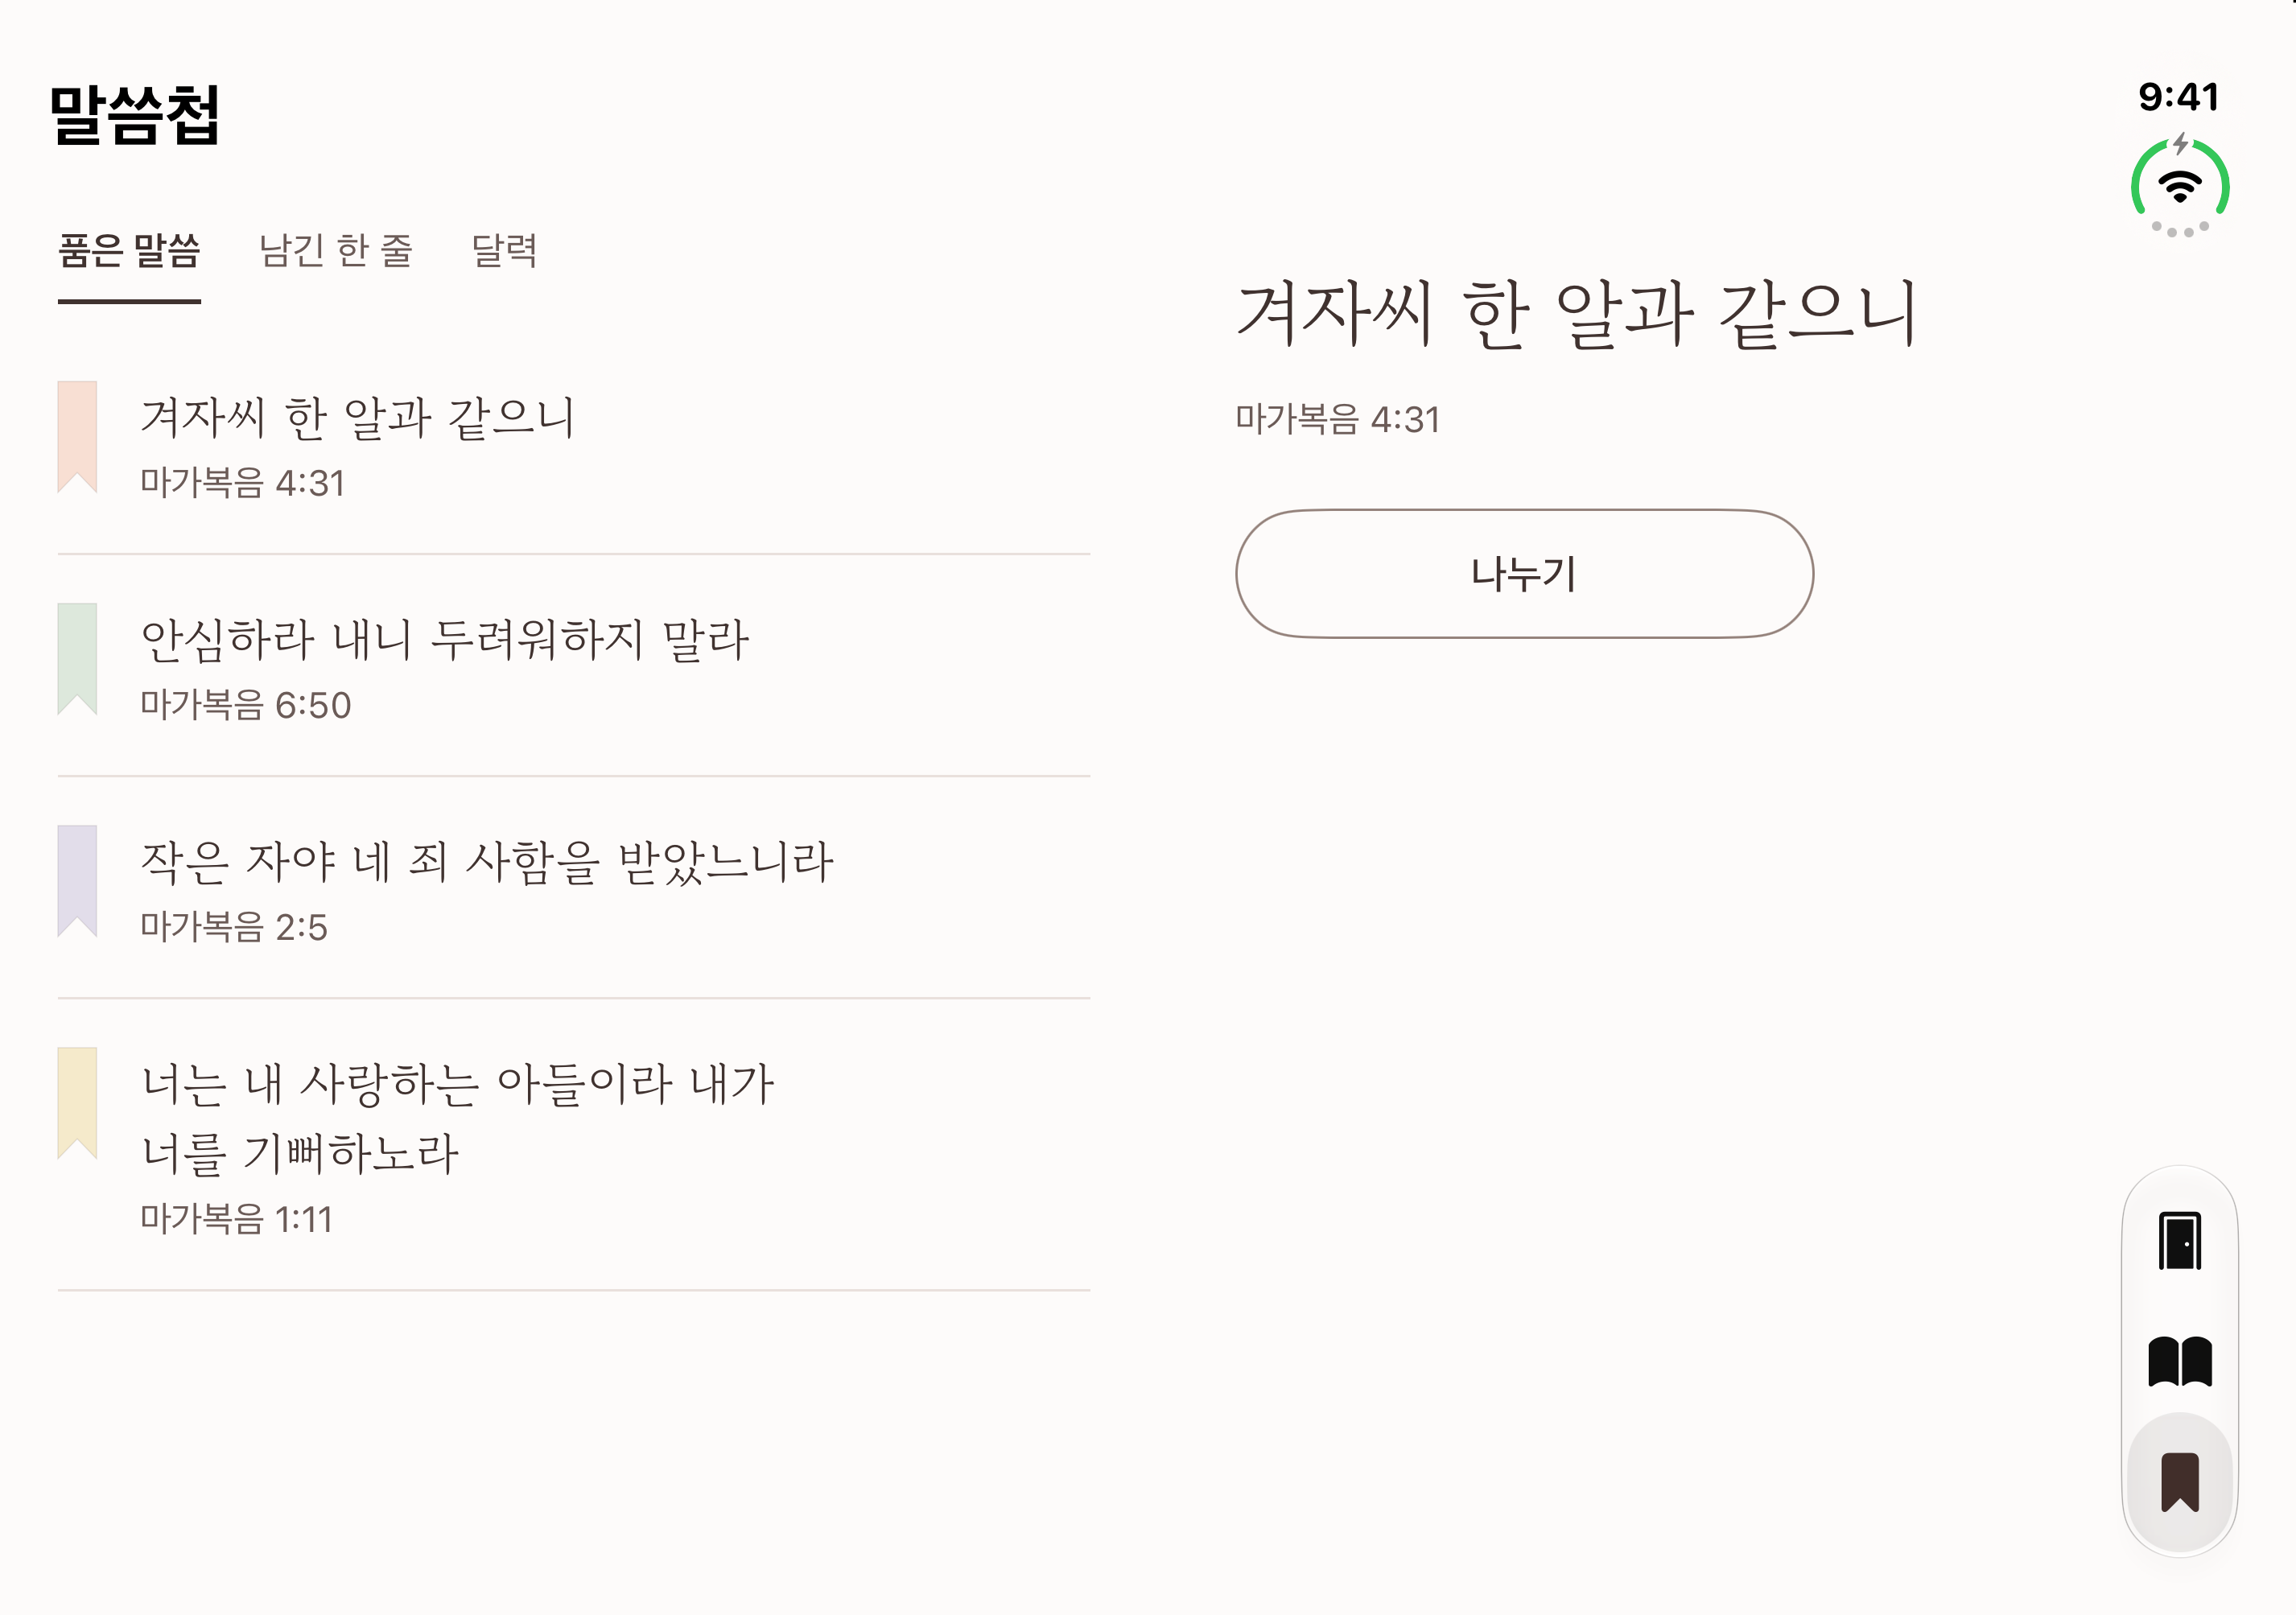 말씀첩
9:41
품은 말씀 남긴 한 줄 달력
겨자씨 한 알과 같으니
마가복음 4:31
안심하라 내니 두려워하지 말라
마가복음 6:50
작은 자야 네 죄 사함을 받았느니라
마가복음 2:5
너는 내 사랑하는 아들이라 내가
너를 기뻐하노라
마가복음 1:11
겨자씨 한 알과 같으니
마가복음 4:31
나누기